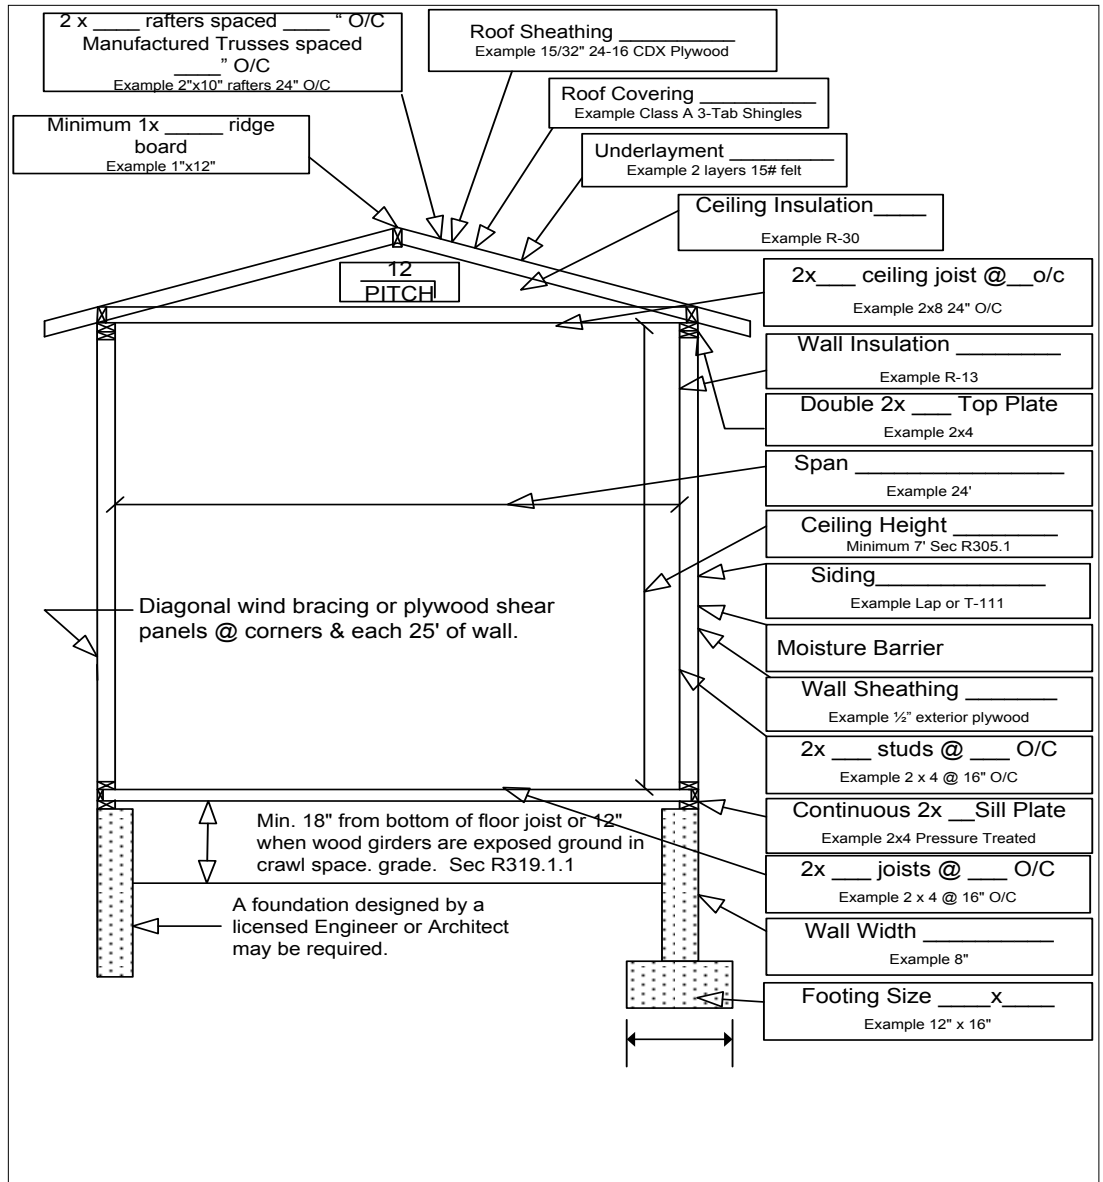 2 x ____ rafters spaced ____ “ O/C
Manufactured Trusses spaced
____” O/C
Example 2"x10" rafters 24" O/C
Roof Sheathing __________
Example 15/32" 24-16 CDX Plywood
Roof Covering __________
Example Class A 3-Tab Shingles
Minimum 1x _____ ridge
board
Example 1"x12"
Underlayment _________
Example 2 layers 15# felt
Ceiling Insulation____
Example R-30
12
PITCH
2x___ ceiling joist @__o/c
Example 2x8 24" O/C
Wall Insulation ________
Example R-13
Double 2x ___ Top Plate
Example 2x4
Span ________________
Example 24'
Ceiling Height ________
Minimum 7' Sec R305.1
Siding_____________
Example Lap or T-111
Diagonal wind bracing or plywood shear
panels @ corners & each 25' of wall.
Moisture Barrier
Wall Sheathing _______
Example ½” exterior plywood
2x ___ studs @ ___ O/C
Example 2 x 4 @ 16" O/C
Continuous 2x __Sill Plate
Example 2x4 Pressure Treated
Min. 18" from bottom of floor joist or 12"
when wood girders are exposed ground in
crawl space. grade.  Sec R319.1.1
2x ___ joists @ ___ O/C
Example 2 x 4 @ 16" O/C
A foundation designed by a
licensed Engineer or Architect
may be required.
Wall Width __________
Example 8"
Footing Size ____x____
Example 12" x 16"